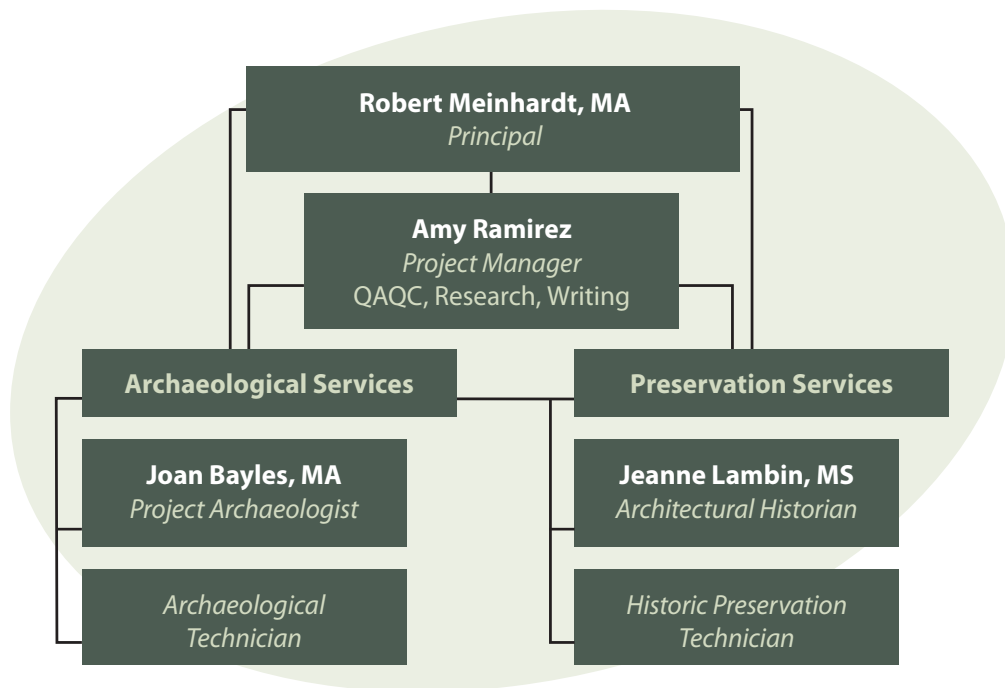 Robert Meinhardt, MA
Principal
Amy Ramirez
Project Manager
QAQC, Research, Writing
Archaeological Services
Preservation Services
Joan Bayles, MA
Project Archaeologist
Jeanne Lambin, MS
Architectural Historian
Archaeological
Technician
Historic Preservation
Technician